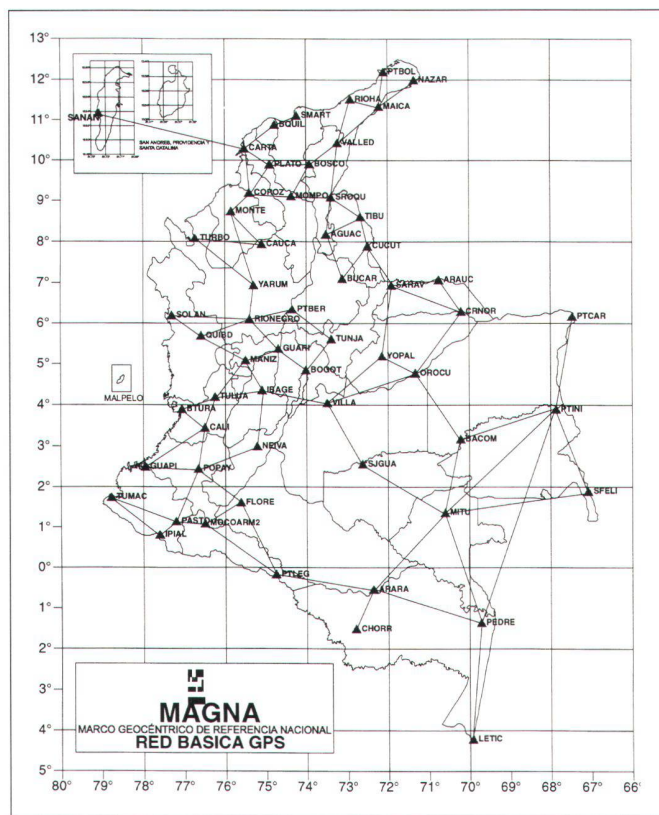 13°
12°
11°
10°
9°
8°
7°
6°
5°
4°
3°
2°
1°
0°
1°
2°
3°
4°
5°
80°
79°
78°
77°
76°
75°
74°
73°
72°
71°
70°
69°
68°
67°
66°
SANAN
SAN ANDRES, PROVIDENCIA Y
SANTA CATALINA
PTBOL
NAZAR
RIOHA
MAICA
SMART
BQUIL
VALLED
CARTA
PLATO
BOSCO
COROZ
MOMPO
SROQU
MONTE
TIBU
TURBO
CAUCA
AGUAC
CUCUT
BUCAR
YARUM
SARAV
ARAUC
PTBER
CRNOR
SOLAN
RIONEGRO
PTCAR
QUIBD
TUNJA
GUARI
MANIZ
BOGOT
YOPAL
OROCU
MALPELO
TULUA
IBAGE
BTURA
VILLA
PTINI
CALI
BACOM
NEIVA
GUAPI
POPAY
SJGUA
TUMAC
FLORE
SFELI
PASTO
MOCOARM2
MITU
IPIAL
PTLEG
ARARA
CHORR
PEDRE
LETIC
MAGNA
MARCO GEOCÉNTRICO DE REFERENCIA NACIONAL
RED BASICA GPS